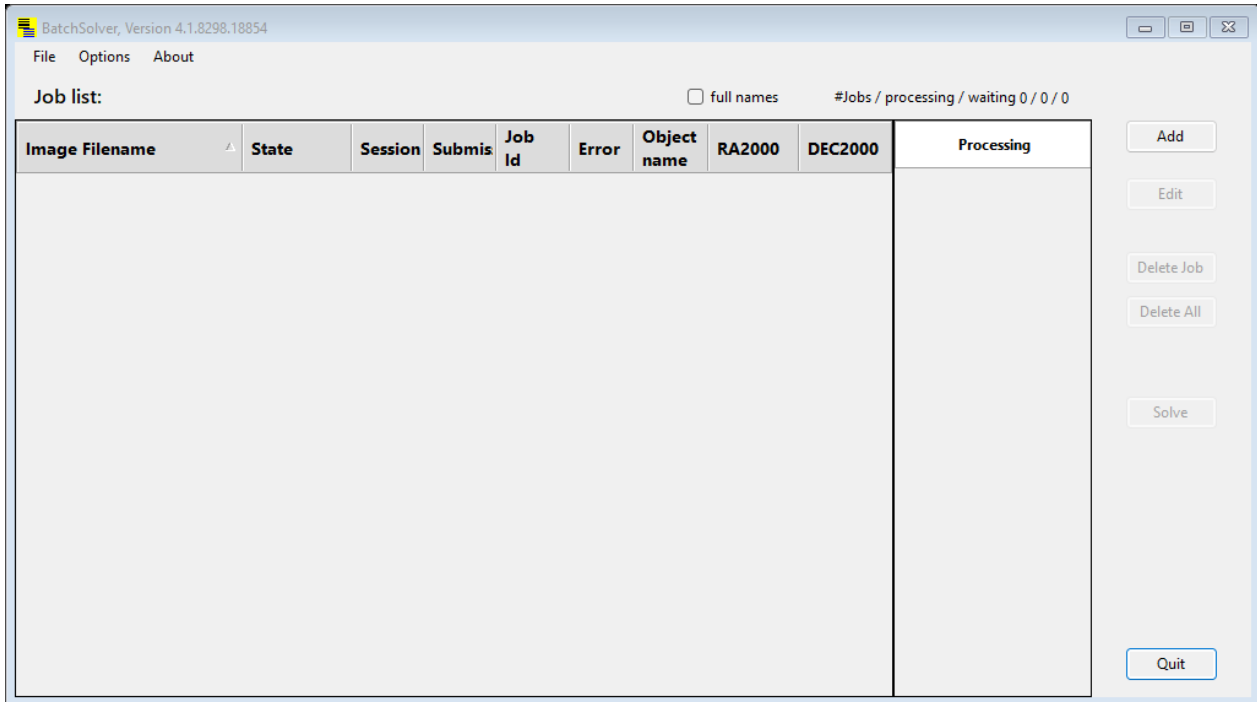 BatchSolver, Version 4.1.8298.18854
File Options About
Job list:
full names
#Jobs / processing / waiting 0 / 0 / 0
Image Filename State Session Submis Job Id Error Object name RA2000 DEC2000 Processing
Add
Edit
Delete Job
Delete All
Solve
Quit